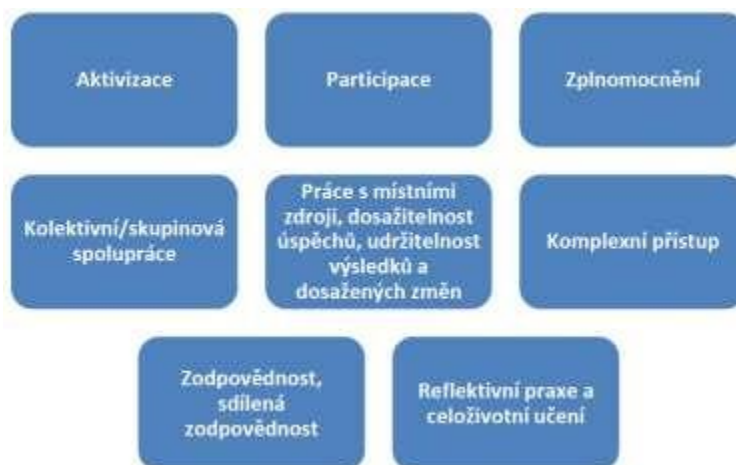 Aktivizace
Participace
Zplnomocnění
Kolektivní/skupinová
spolupráce
Práce s místními
zdroji, dosažitelnost
úspěchů, udržitelnost
výsledků a
dosažených změn
Komplexní přístup
Zodpovědnost,
sdílená
zodpovědnost
Reflektivní praxe a
celoživotní učení